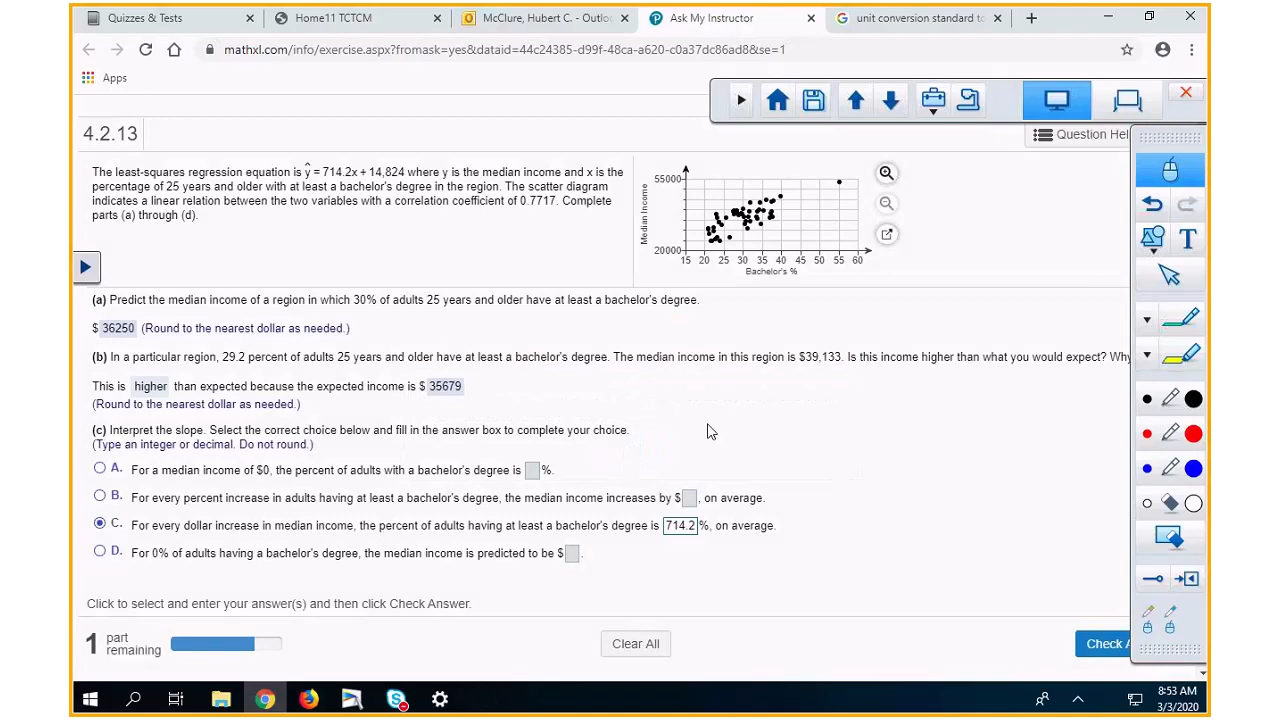 Quizzes & Tests
Home11 TCTCM
McClure, Hubert C. - Outlo
Ask My Instructor
unit conversion standard to
mathxl.com/info/exercise.aspx?fromask=yes&dataid=44c24385-d99f-48ca-a620-c0a37dc86ad8&se=1
Apps
4.2.13
Question Hel
The least-squares regression equation is ŷ = 714.2x + 14,824 where y is the median income and x is the
percentage of 25 years and older with at least a bachelor's degree in the region. The scatter diagram
indicates a linear relation between the two variables with a correlation coefficient of 0.7717. Complete
parts (a) through (d).
55000
Median Income
20000
15 20 25 30 35 40 45 50 55 60
Bachelor's %
(a) Predict the median income of a region in which 30% of adults 25 years and older have at least a bachelor's degree.
$ 36250 (Round to the nearest dollar as needed.)
(b) In a particular region, 29.2 percent of adults 25 years and older have at least a bachelor's degree. The median income in this region is $39,133. Is this income higher than what you would expect? Why
This is higher than expected because the expected income is $ 35679
(Round to the nearest dollar as needed.)
(c) Interpret the slope. Select the correct choice below and fill in the answer box to complete your choice.
(Type an integer or decimal. Do not round.)
A. For a median income of $0, the percent of adults with a bachelor's degree is %.
B. For every percent increase in adults having at least a bachelor's degree, the median income increases by $ , on average.
C. For every dollar increase in median income, the percent of adults having at least a bachelor's degree is 714.2 %, on average.
D. For 0% of adults having a bachelor's degree, the median income is predicted to be $ .
Click to select and enter your answer(s) and then click Check Answer.
1 part
remaining
Clear All
Check A
T
8:53 AM
3/3/2020